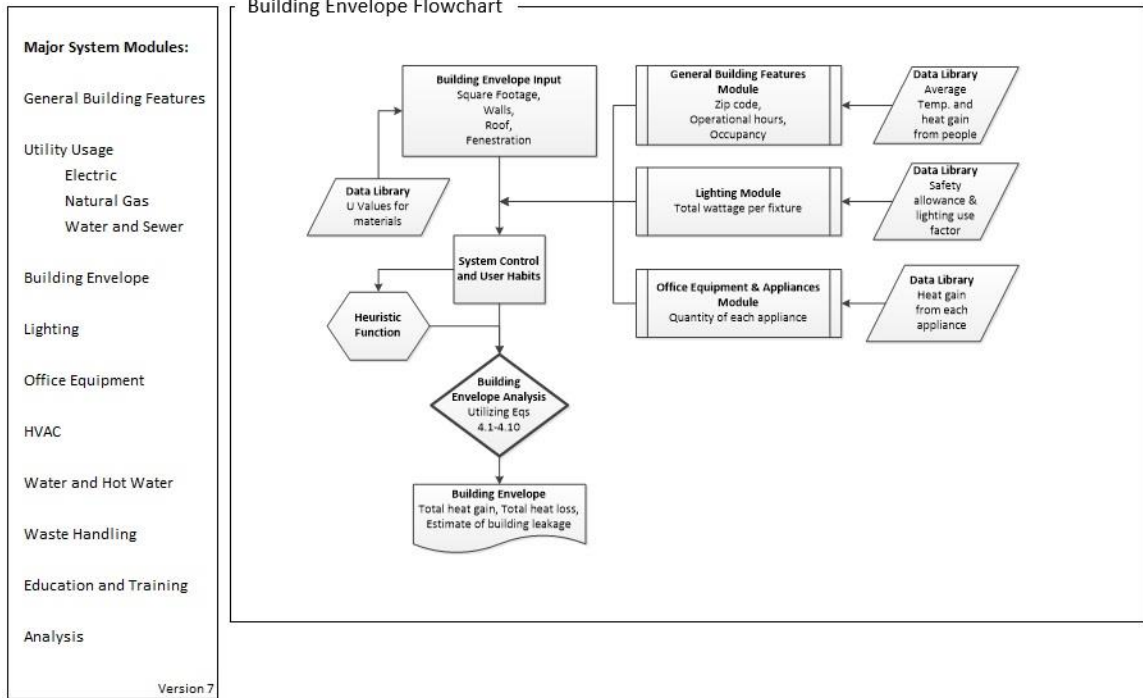 Major System Modules:
General Building Features
Utility Usage
Electric
Natural Gas
Water and Sewer
Building Envelope
Lighting
Office Equipment
HVAC
Water and Hot Water
Waste Handling
Education and Training
Analysis
Version 7
Building Envelope Flowchart
Building Envelope Input
Square Footage,
Walls,
Roof,
Fenestration
Data Library
U Values for
materials
System Control
and User Habits
Heuristic
Function
Building
Envelope Analysis
Utilizing Eqs
4.1-4.10
Building Envelope
Total heat gain, Total heat loss,
Estimate of building leakage
General Building Features
Module
Zip code,
Operational hours,
Occupancy
Data Library
Average
Temp. and
heat gain
from people
Lighting Module
Total wattage per fixture
Data Library
Safety
allowance &
lighting use
factor
Office Equipment & Appliances
Module
Quantity of each appliance
Data Library
Heat gain
from each
appliance